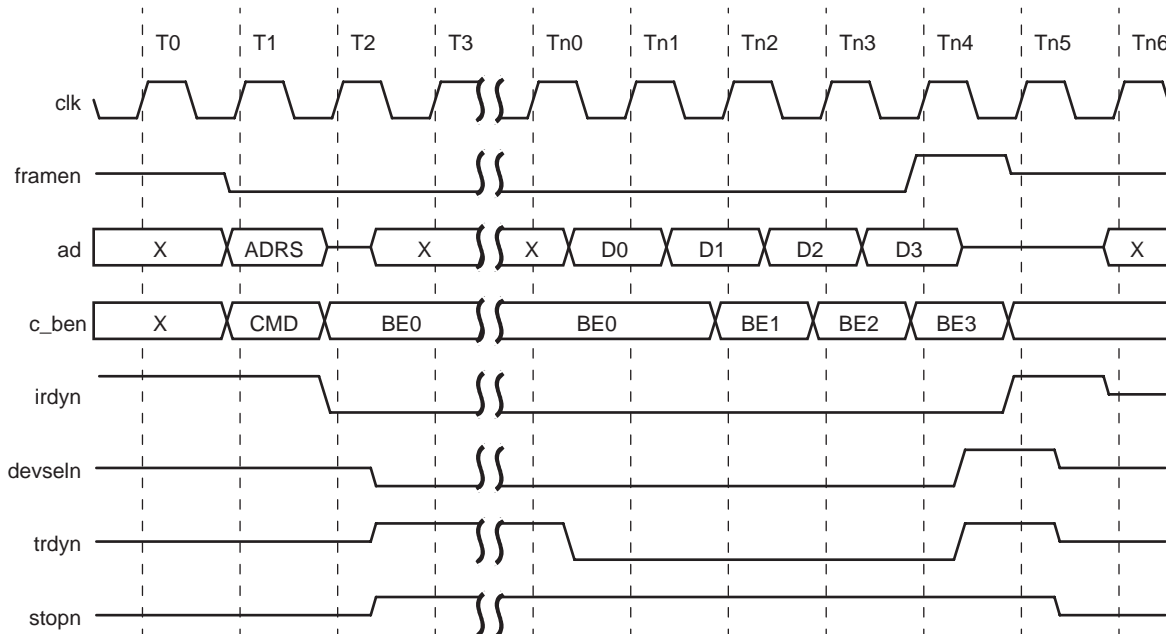 T0 T1 T2 T3 Tn0 Tn1 Tn2 Tn3 Tn4 Tn5 Tn6
clk
framen
ad X ADRS X X D0 D1 D2 D3 X
c_ben X CMD BE0 BE0 BE1 BE2 BE3
irdyn
devseln
trdyn
stopn